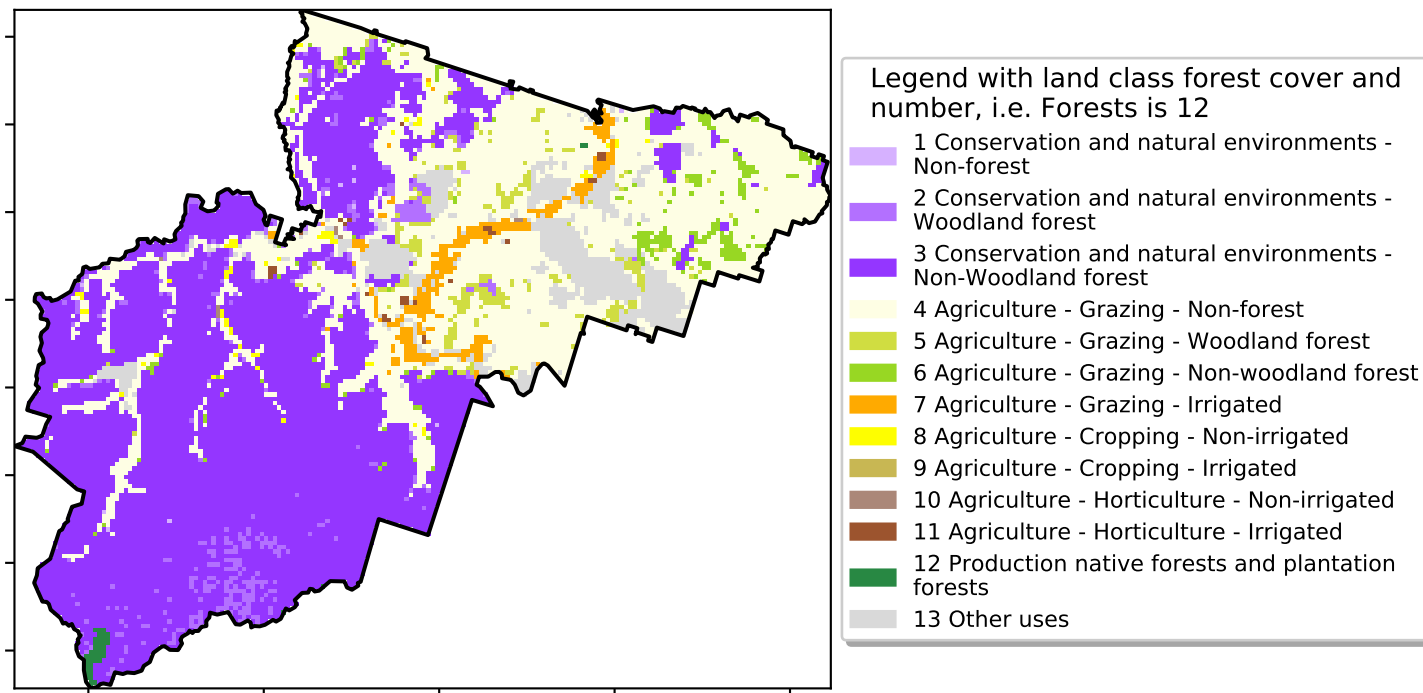 Legend with land class forest cover and
number, i.e. Forests is 12
1 Conservation and natural environments -
Non-forest
2 Conservation and natural environments -
Woodland forest
3 Conservation and natural environments -
Non-Woodland forest
4 Agriculture - Grazing - Non-forest
5 Agriculture - Grazing - Woodland forest
6 Agriculture - Grazing - Non-woodland forest
7 Agriculture - Grazing - Irrigated
8 Agriculture - Cropping - Non-irrigated
9 Agriculture - Cropping - Irrigated
10 Agriculture - Horticulture - Non-irrigated
11 Agriculture - Horticulture - Irrigated
12 Production native forests and plantation
forests
13 Other uses